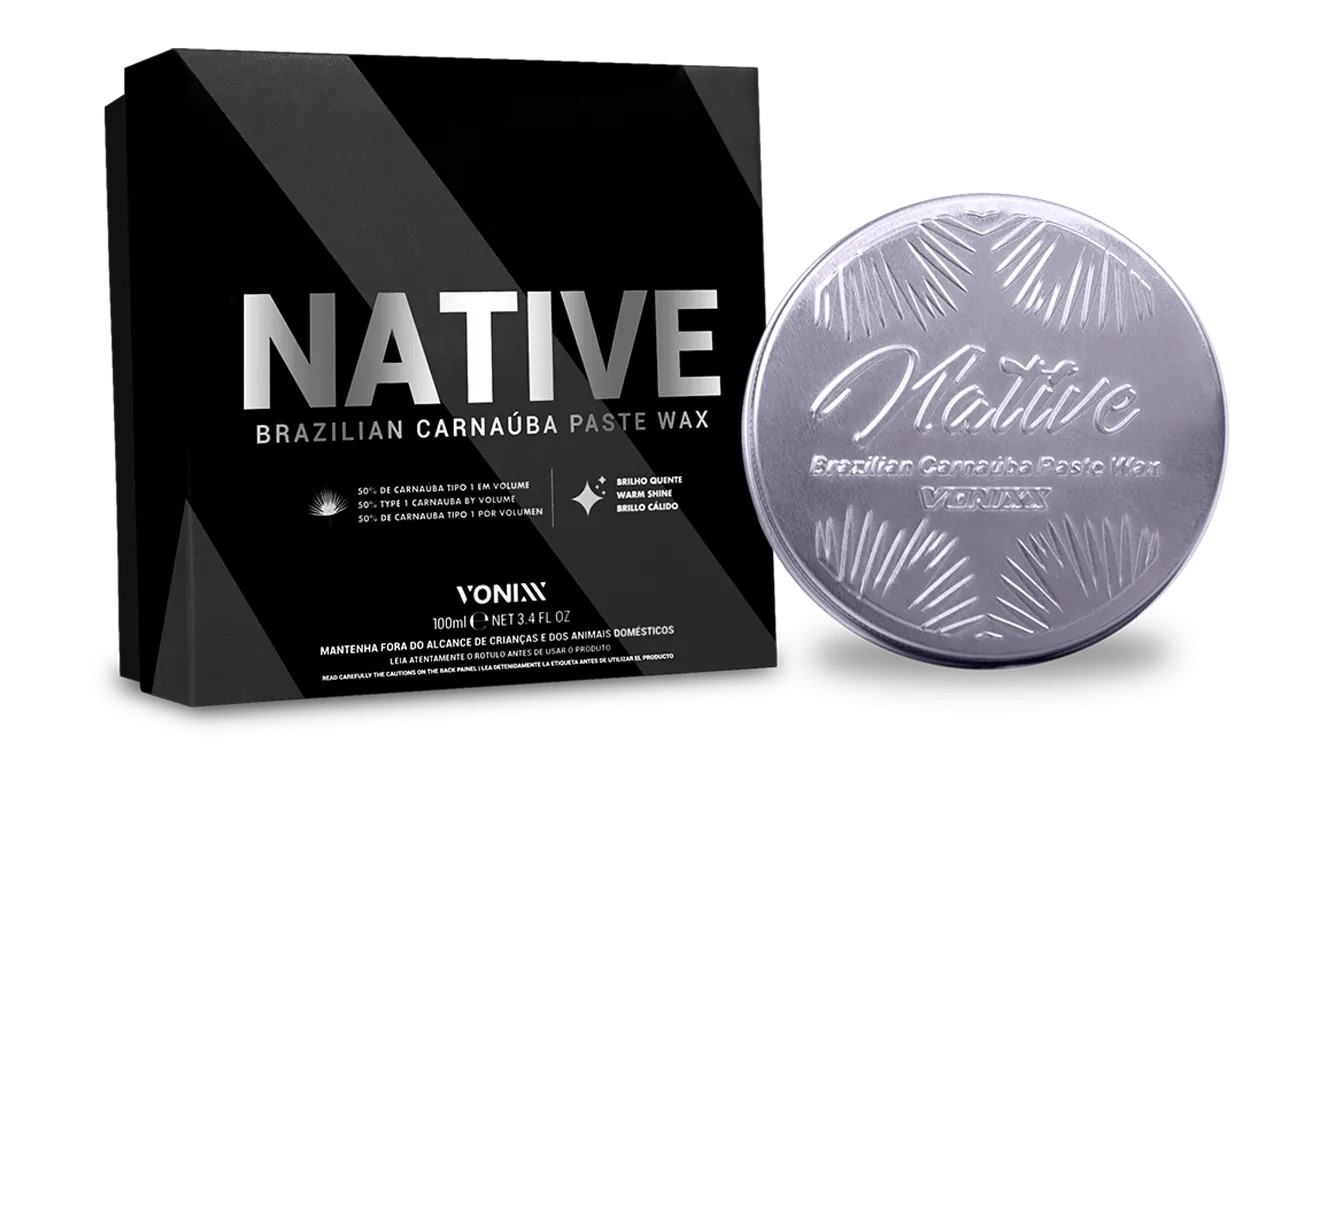 NATIVE
BRAZILIAN CARNAÚBA PASTE WAX
50% DE CARNAÚBA TIPO 1 EM VOLUME
50% TYPE 1 CARNAUBA BY VOLUME
50% DE CARNAUBA TIPO 1 POR VOLUMEN
BRILHO QUENTE
WARM SHINE
BRILLO CÁLIDO
VONIXX
100ml ℮ NET 3.4 FL OZ
MANTENHA FORA DO ALCANCE DE CRIANÇAS E DOS ANIMAIS DOMÉSTICOS
LEIA ATENTAMENTE O ROTULO ANTES DE USAR O PRODUTO
READ CAREFULLY THE CAUTIONS ON THE BACK PAINEL | LEA DETENIDAMENTE LA ETIQUETA ANTES DE UTILIZAR EL PRODUCTO
Native
Brazilian Carnaúba Paste Wax
VONIXX